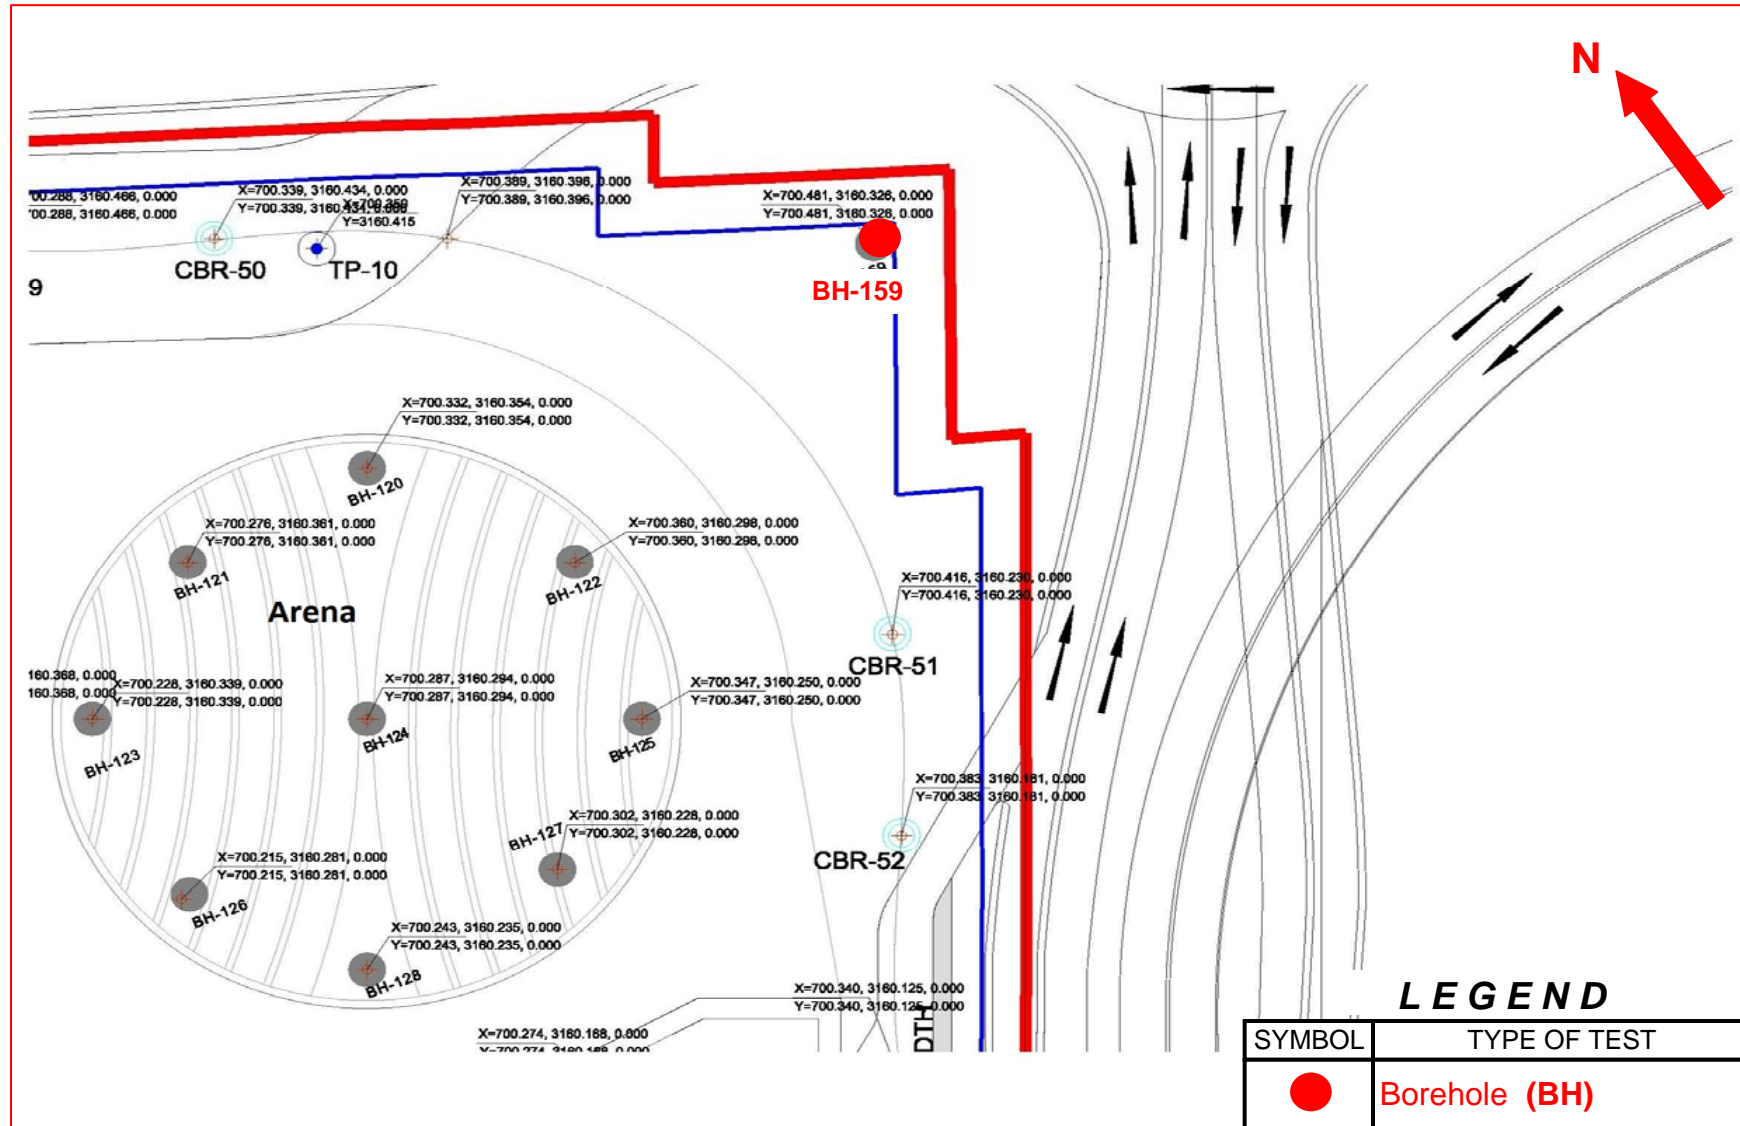 N
X=700.339, 3160.434, 0.000
Y=700.339, 3160.434, 0.000
X=700.359
Y=3160.415
X=700.389, 3160.396, 0.000
Y=700.389, 3160.396, 0.000
X=700.481, 3160.326, 0.000
Y=700.481, 3160.326, 0.000
700.288, 3160.466, 0.000
700.288, 3160.466, 0.000
CBR-50
TP-10
9
BH-159
X=700.332, 3160.354, 0.000
Y=700.332, 3160.354, 0.000
BH-120
X=700.276, 3160.361, 0.000
Y=700.276, 3160.361, 0.000
BH-121
X=700.360, 3160.298, 0.000
Y=700.360, 3160.298, 0.000
BH-122
Arena
X=700.416, 3160.230, 0.000
Y=700.416, 3160.230, 0.000
CBR-51
160.368, 0.000
160.368, 0.000
X=700.228, 3160.339, 0.000
Y=700.228, 3160.339, 0.000
BH-123
X=700.287, 3160.294, 0.000
Y=700.287, 3160.294, 0.000
BH-124
X=700.347, 3160.250, 0.000
Y=700.347, 3160.250, 0.000
BH-125
X=700.383, 3160.181, 0.000
Y=700.383, 3160.181, 0.000
CBR-52
X=700.302, 3160.228, 0.000
Y=700.302, 3160.228, 0.000
BH-127
X=700.215, 3160.281, 0.000
Y=700.215, 3160.281, 0.000
BH-126
X=700.243, 3160.235, 0.000
Y=700.243, 3160.235, 0.000
BH-128
X=700.340, 3160.125, 0.000
Y=700.340, 3160.125, 0.000
X=700.274, 3160.168, 0.000
Y=700.274, 3160.168, 0.000
DTH
LEGEND
SYMBOL TYPE OF TEST
Borehole (BH)